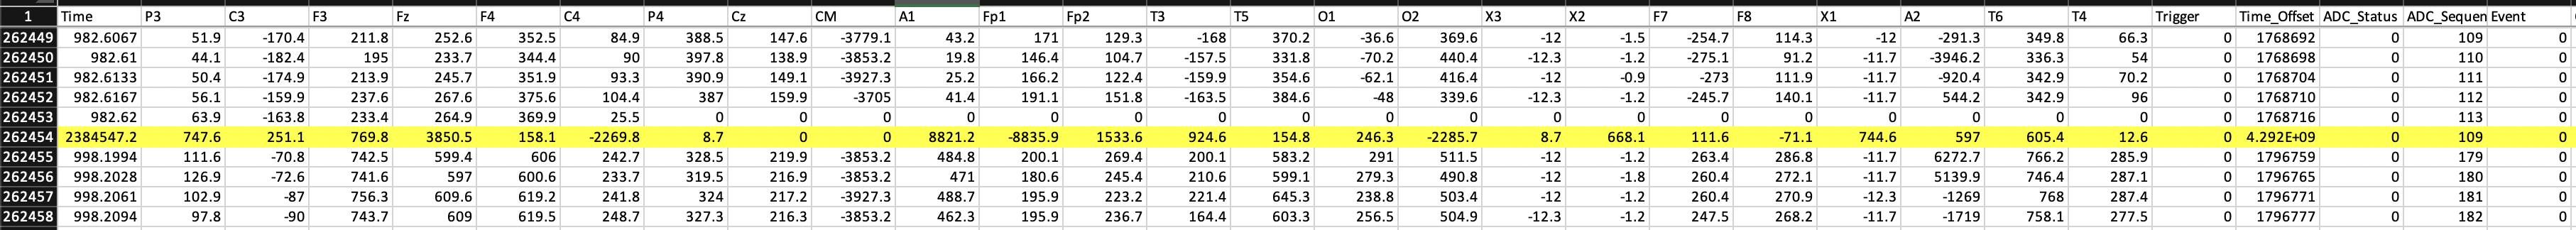 1 Time P3 C3 F3 Fz F4 C4 P4 Cz CM A1 Fp1 Fp2 T3 T5 O1 O2 X3 X2 F7 F8 X1 A2 T6 T4 Trigger Time_Offset ADC_Status ADC_Sequen Event
262449 982.6067 51.9 -170.4 211.8 252.6 352.5 84.9 388.5 147.6 -3779.1 43.2 171 129.3 -168 370.2 -36.6 369.6 -12 -1.5 -254.7 114.3 -12 -291.3 349.8 66.3 0 1768692 0 109 0
262450 982.61 44.1 -182.4 195 233.7 344.4 90 397.8 138.9 -3853.2 19.8 146.4 104.7 -157.5 331.8 -70.2 440.4 -12.3 -1.2 -275.1 91.2 -11.7 -3946.2 336.3 54 0 1768698 0 110 0
262451 982.6133 50.4 -174.9 213.9 245.7 351.9 93.3 390.9 149.1 -3927.3 25.2 166.2 122.4 -159.9 354.6 -62.1 416.4 -12 -0.9 -273 111.9 -11.7 -920.4 342.9 70.2 0 1768704 0 111 0
262452 982.6167 56.1 -159.9 237.6 267.6 375.6 104.4 387 159.9 -3705 41.4 191.1 151.8 -163.5 384.6 -48 339.6 -12.3 -1.2 -245.7 140.1 -11.7 544.2 342.9 96 0 1768710 0 112 0
262453 982.62 63.9 -163.8 233.4 264.9 369.9 25.5 0 0 0 0 0 0 0 0 0 0 0 0 0 0 0 0 0 0 0 1768716 0 113 0
262454 2384547.2 747.6 251.1 769.8 3850.5 158.1 -2269.8 8.7 0 0 8821.2 -8835.9 1533.6 924.6 154.8 246.3 -2285.7 8.7 668.1 111.6 -71.1 744.6 597 605.4 12.6 0 4.292E+09 0 109 0
262455 998.1994 111.6 -70.8 742.5 599.4 606 242.7 328.5 219.9 -3853.2 484.8 200.1 269.4 200.1 583.2 291 511.5 -12 -1.2 263.4 286.8 -11.7 6272.7 766.2 285.9 0 1796759 0 179 0
262456 998.2028 126.9 -72.6 741.6 597 600.6 233.7 319.5 216.9 -3853.2 471 180.6 245.4 210.6 599.1 279.3 490.8 -12 -1.8 260.4 272.1 -11.7 5139.9 746.4 287.1 0 1796765 0 180 0
262457 998.2061 102.9 -87 756.3 609.6 619.2 241.8 324 217.2 -3927.3 488.7 195.9 223.2 221.4 645.3 238.8 503.4 -12 -1.2 260.4 270.9 -12.3 -1269 768 287.4 0 1796771 0 181 0
262458 998.2094 97.8 -90 743.7 609 619.5 248.7 327.3 216.3 -3853.2 462.3 195.9 236.7 164.4 603.3 256.5 504.9 -12.3 -1.2 247.5 268.2 -11.7 -1719 758.1 277.5 0 1796777 0 182 0